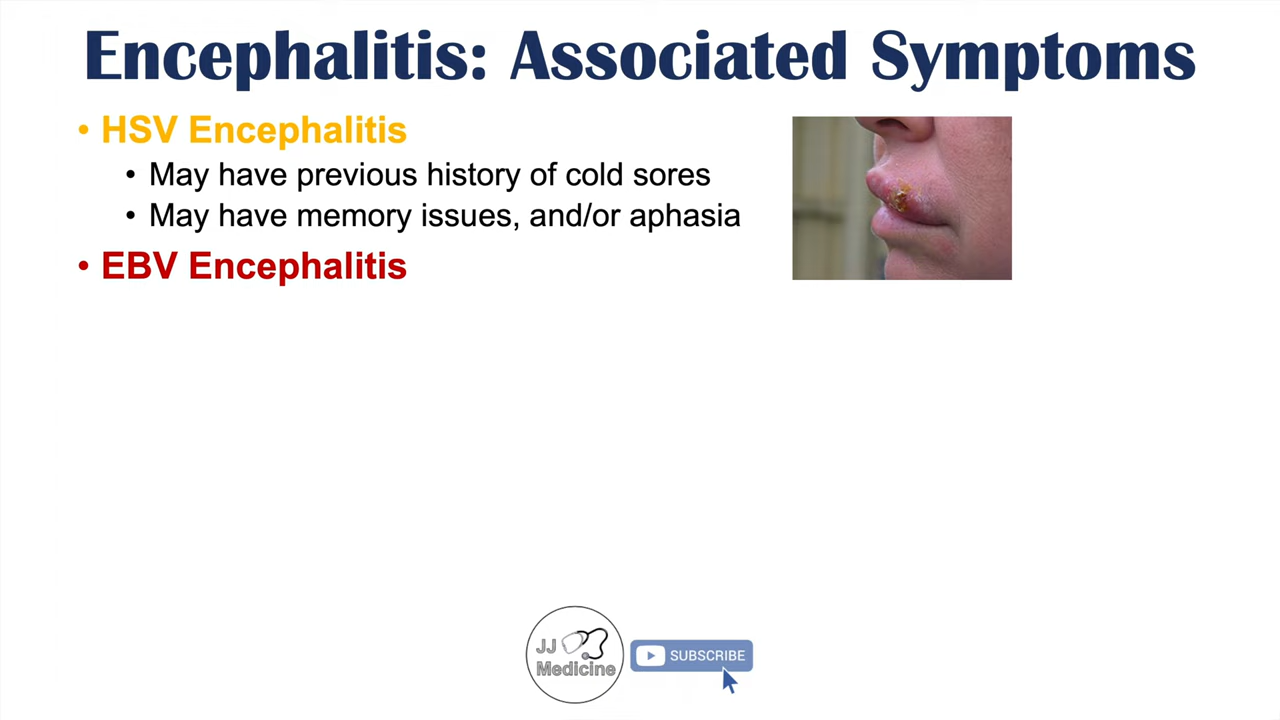 Encephalitis: Associated Symptoms
• HSV Encephalitis
• May have previous history of cold sores
• May have memory issues, and/or aphasia
• EBV Encephalitis
JJ
Medicine
SUBSCRIBE